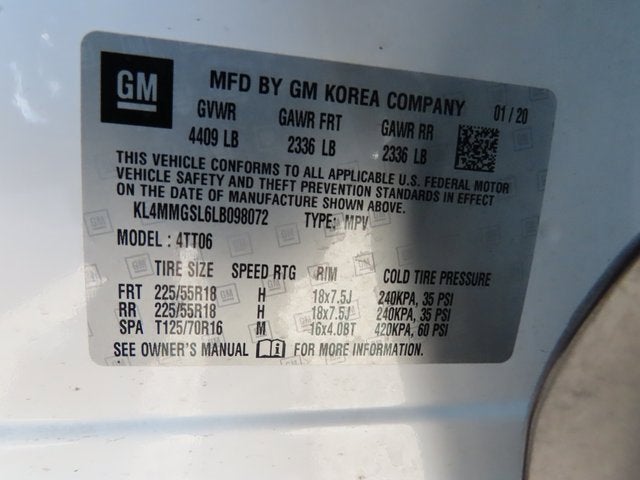 GM
MFD BY GM KOREA COMPANY 01/20
GVWR GAWR FRT GAWR RR
4409 LB 2336 LB 2336 LB
THIS VEHICLE CONFORMS TO ALL APPLICABLE U.S. FEDERAL MOTOR
VEHICLE SAFETY AND THEFT PREVENTION STANDARDS IN EFFECT
ON THE DATE OF MANUFACTURE SHOWN ABOVE.
KL4MMGSL6LB098072 TYPE: MPV
MODEL: 4TT06
TIRE SIZE SPEED RTG RIM COLD TIRE PRESSURE
FRT 225/55R18 H 18x7.5J 240KPA, 35 PSI
RR 225/55R18 H 18x7.5J 240KPA, 35 PSI
SPA T125/70R16 M 16x4.0BT 420KPA, 60 PSI
SEE OWNER'S MANUAL FOR MORE INFORMATION.